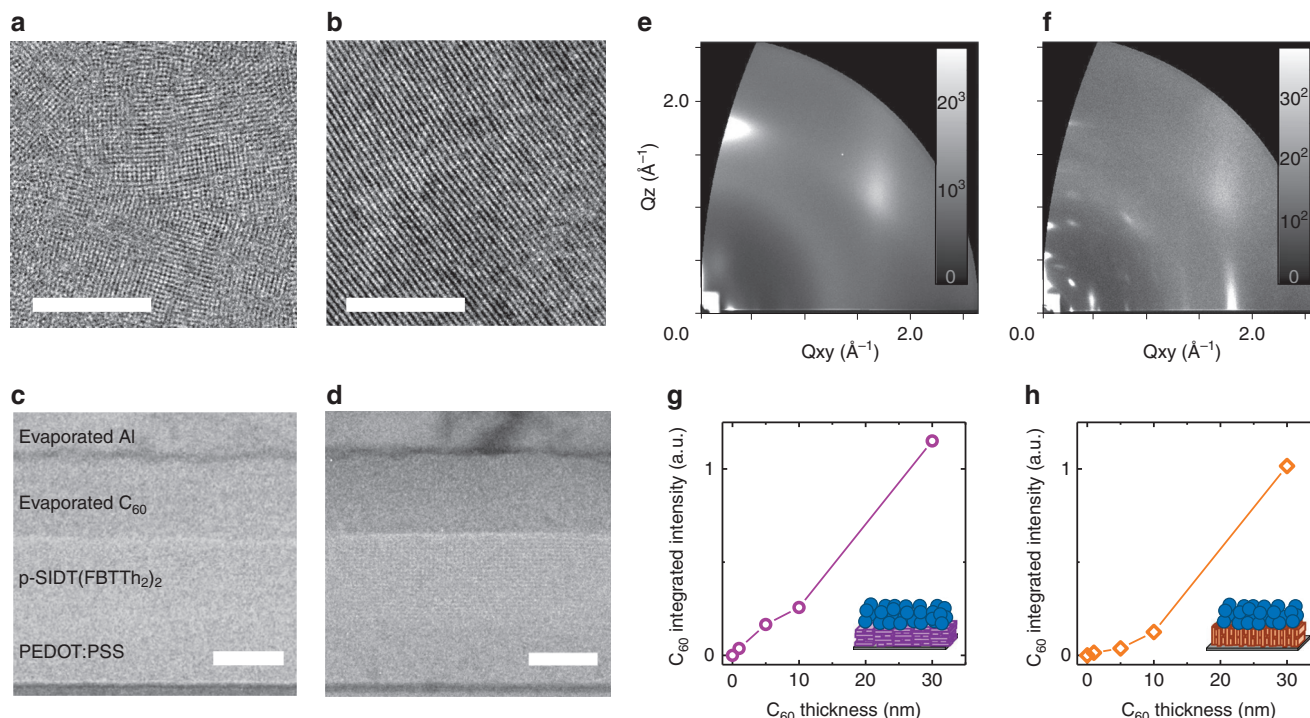 a
b
e
f
2.0
Qz (Å⁻¹)
20³
10³
0
30²
20²
10²
0
0.0
2.0
Qxy (Å⁻¹)
0.0
2.0
Qxy (Å⁻¹)
c
d
g
h
Evaporated Al
Evaporated C₆₀
p-SIDT(FBTTh₂)₂
PEDOT:PSS
C₆₀ integrated intensity (a.u.)
1
0
0
10
20
30
C₆₀ thickness (nm)
C₆₀ integrated intensity (a.u.)
1
0
0
10
20
30
C₆₀ thickness (nm)